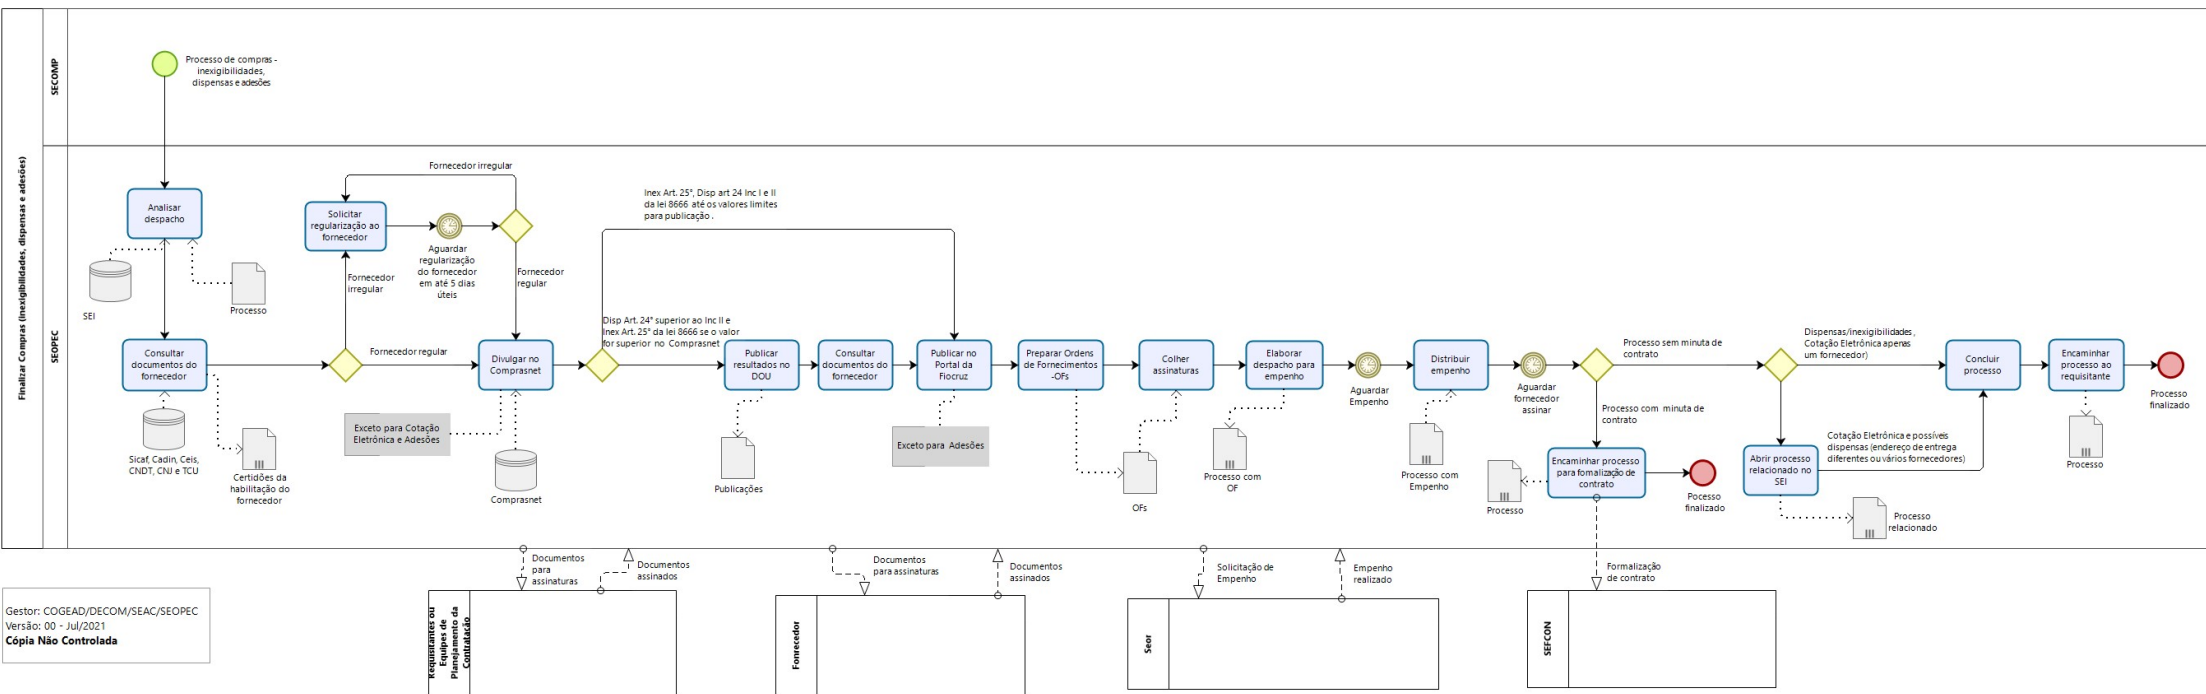 Finalizar Compras (inexigibilidades, dispensas e adesões)
SECOMP
Processo de compras -
inexigibilidades,
dispensas e adesões
SEOPEC
Analisar
despacho
SEI
Processo
Consultar
documentos do
fornecedor
Sicaf, Cadin, Ceis,
CNDT, CNJ e TCU
Certidões da
habilitação do
fornecedor
Fornecedor irregular
Solicitar
regularização ao
fornecedor
Aguardar
regularização
do fornecedor
em até 5 dias
úteis
Fornecedor
irregular
Fornecedor
regular
Fornecedor regular
Divulgar no
Comprasnet
Exceto para Cotação
Eletrônica e Adesões
Comprasnet
Inex Art. 25°, Disp art 24 Inc I e II
da lei 8666 até os valores limites
para publicação .
Disp Art. 24° superior ao Inc II e
Inex Art. 25° da lei 8666 se o valor
for superior no Comprasnet
Publicar
resultados no
DOU
Publicações
Consultar
documentos do
fornecedor
Publicar no
Portal da
Fiocruz
Exceto para Adesões
Preparar Ordens
de Fornecimentos
-OFs
OFs
Colher
assinaturas
Elaborar
despacho para
empenho
Processo com
OF
Aguardar
Empenho
Distribuir
empenho
Processo com
Empenho
Aguardar
fornecedor
assinar
Processo sem minuta de
contrato
Processo com minuta de
contrato
Encaminhar processo
para fomalização de
contrato
Processo
Pocesso
finalizado
Dispensas/inexigibilidades,
Cotação Eletrônica apenas
um fornecedor)
Cotação Eletrônica e possíveis
dispensas (endereço de entrega
diferentes ou vários fornecedores)
Abrir processo
relacionado no
SEI
Processo
relacionado
Concluir
processo
Encaminhar
processo ao
requisitante
Processo
Processo
finalizado
Documentos
para
assinaturas
Documentos
assinados
Documentos
para assinaturas
Documentos
assinados
Solicitação de
Empenho
Empenho
realizado
Formalização
de contrato
Requisitantes ou
Equipes de
Planejamento da
Contratação
Fonrecedor
Seor
SEFCON
Gestor: COGEAD/DECOM/SEAC/SEOPEC
Versão: 00 - Jul/2021
Cópia Não Controlada